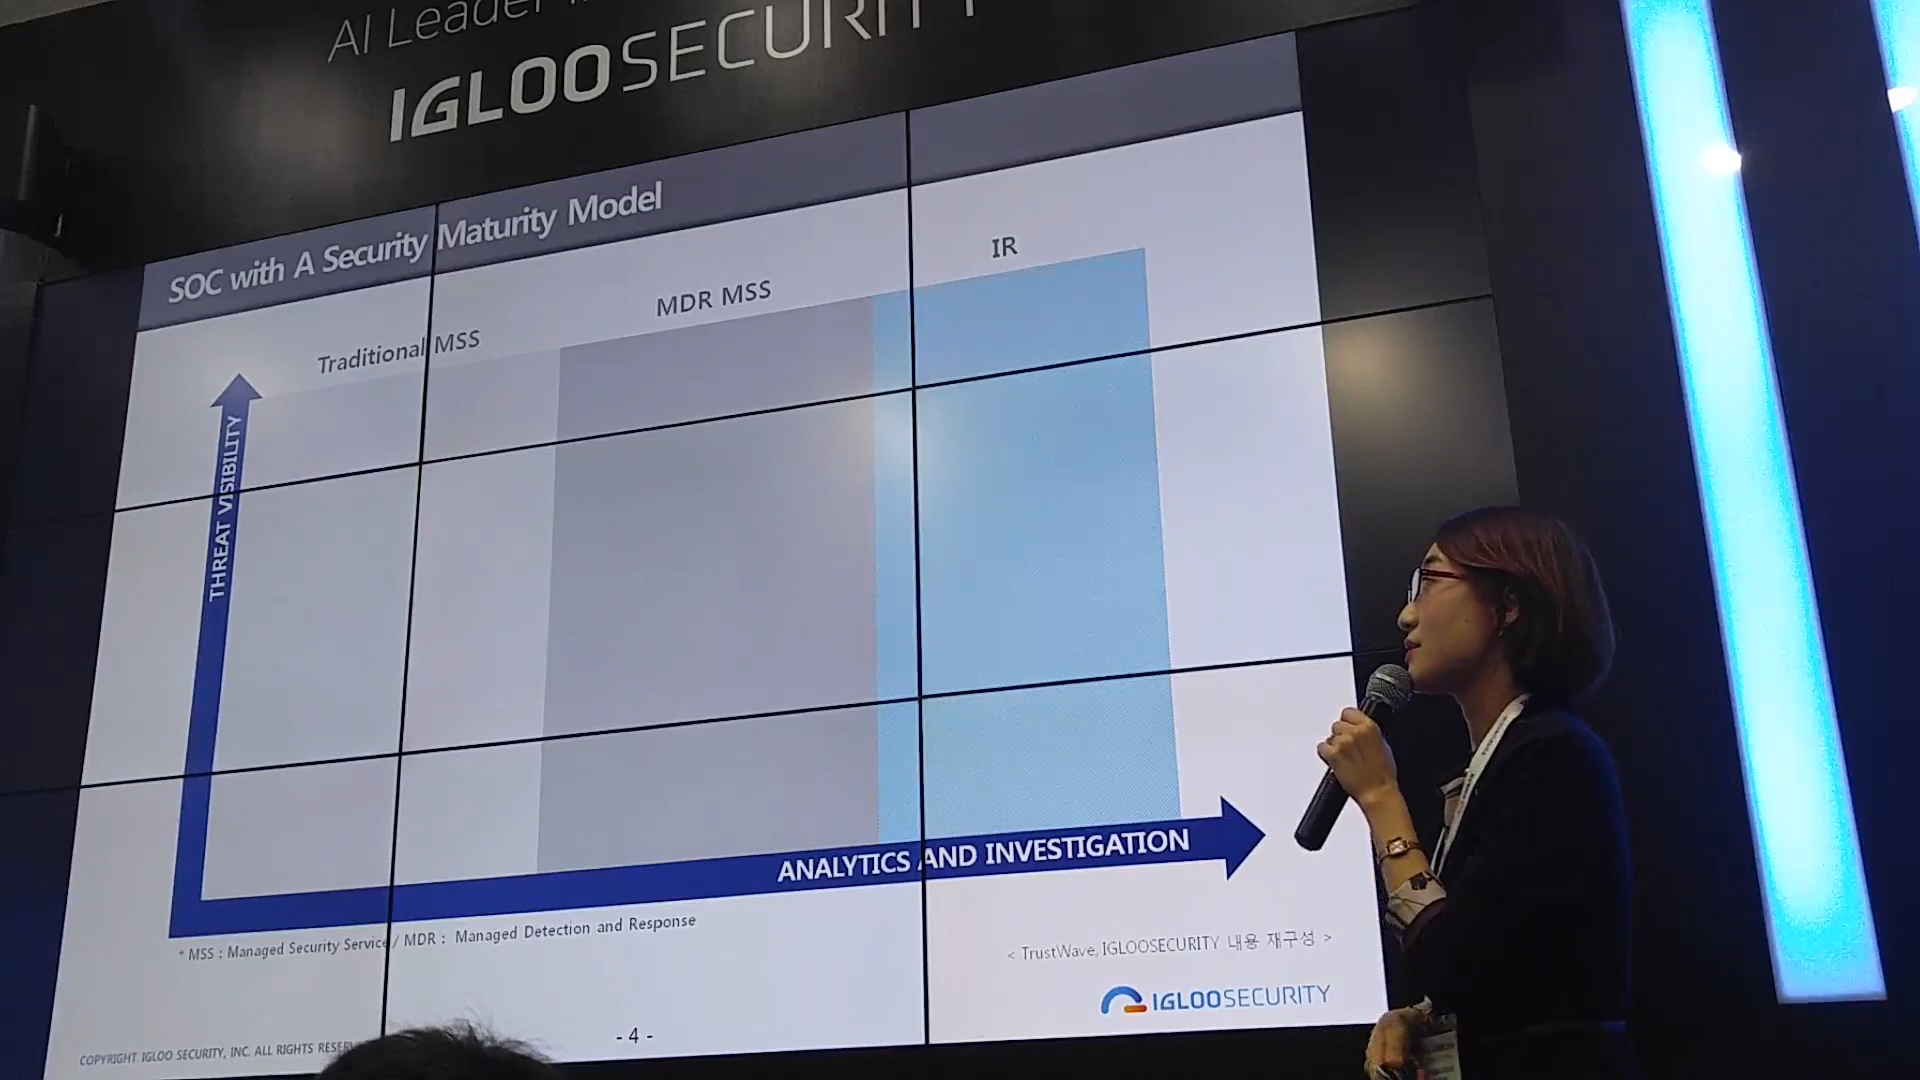 AI Leader
IGLOOSECURITY
SOC with A Security Maturity Model
IR
MDR MSS
Traditional MSS
THREAT VISIBILITY
ANALYTICS AND INVESTIGATION
* MSS : Managed Security Service / MDR : Managed Detection and Response
< TrustWave, IGLOOSECURITY 내용 재구성 >
IGLOOSECURITY
- 4 -
COPYRIGHT. IGLOO SECURITY, INC. ALL RIGHTS